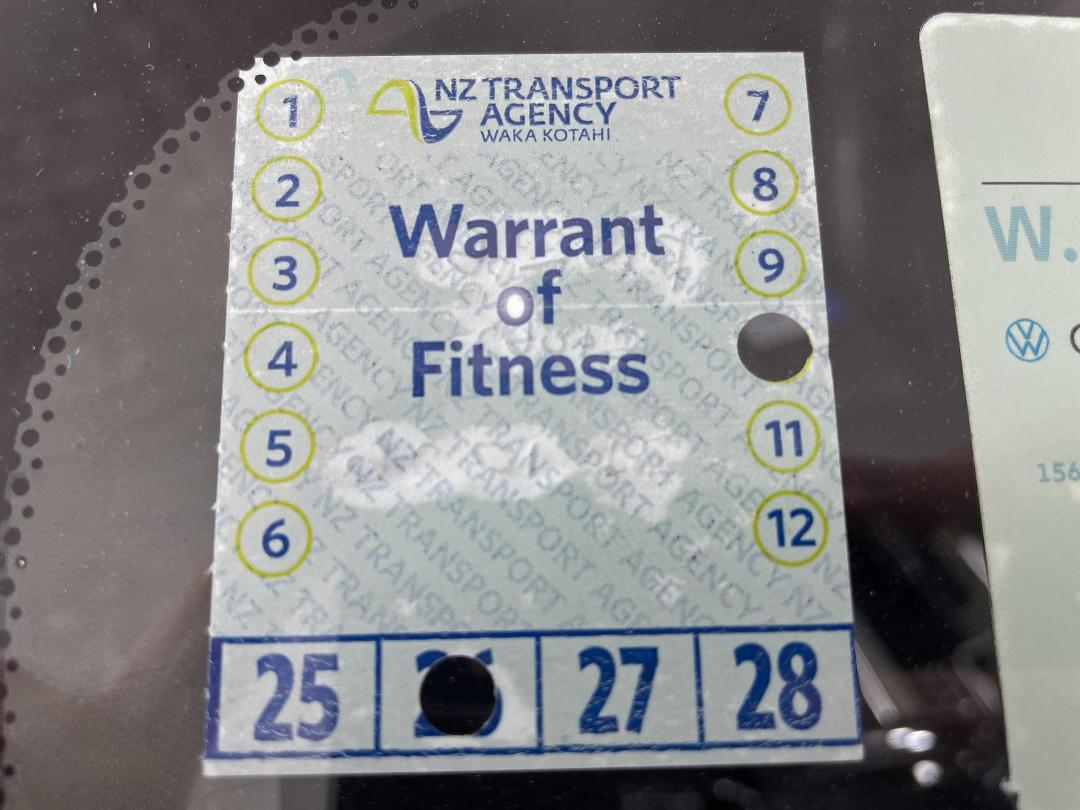 NZ TRANSPORT
AGENCY
WAKA KOTAHI
1
2
3
4
5
6
Warrant
of
Fitness
7
8
9
11
12
25
27
28
W.
156